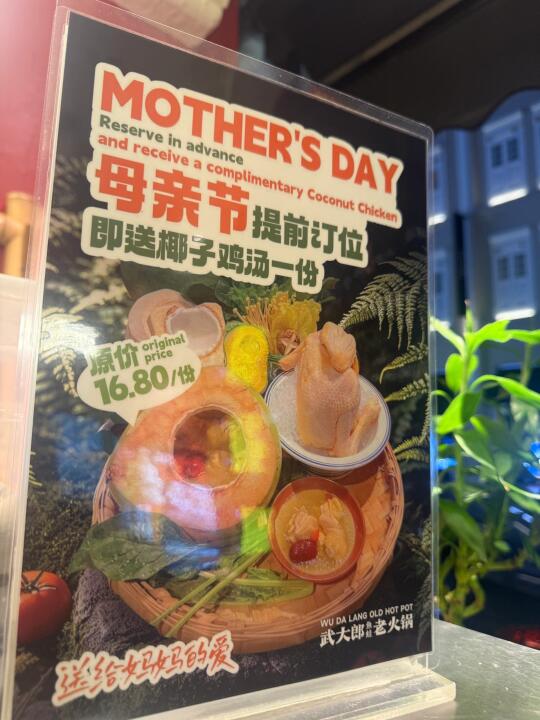 MOTHER'S DAY
Reserve in advance
and receive a complimentary Coconut Chicken
母亲节提前订位
即送椰子鸡汤一份
原价 original price
16.80/份
WU DA LANG OLD HOT POT
武大郎鱼蛙老火锅
送给妈妈的爱